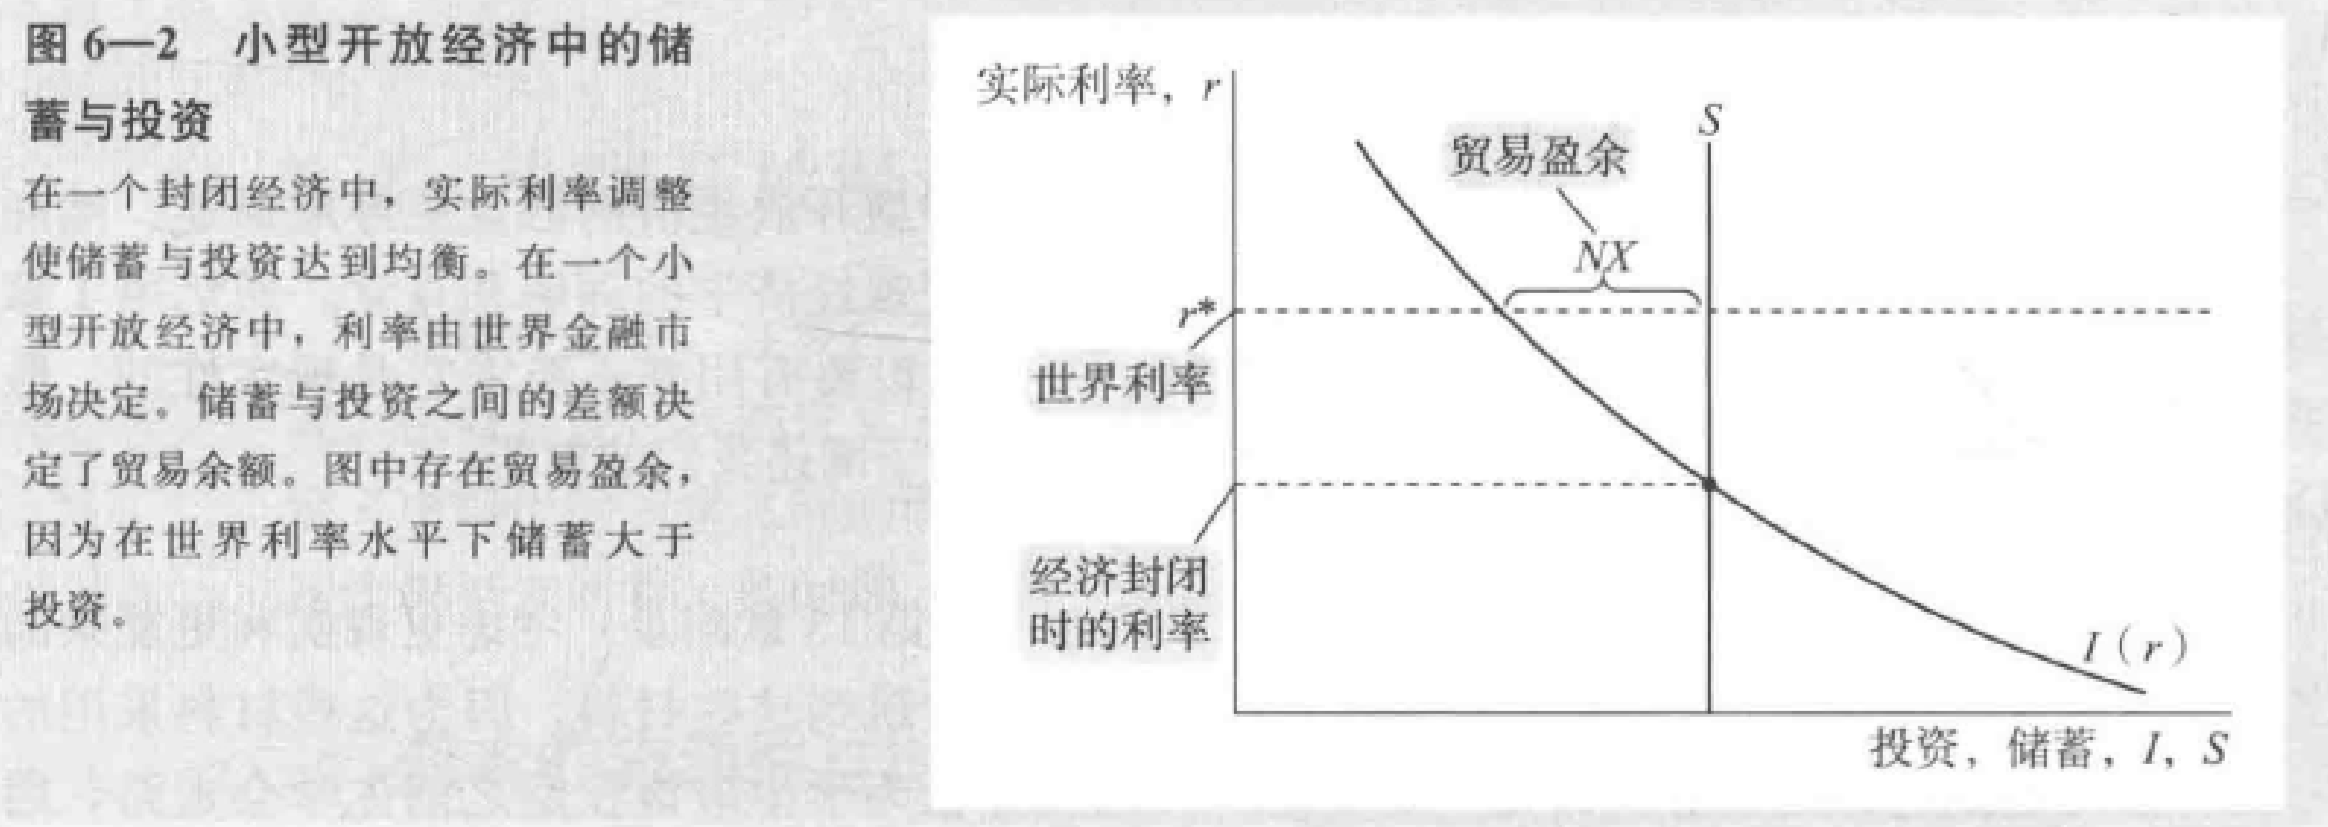 图 6—2 小型开放经济中的储
蓄与投资
在一个封闭经济中，实际利率调整
使储蓄与投资达到均衡。在一个小
型开放经济中，利率由世界金融市
场决定。储蓄与投资之间的差额决
定了贸易余额。图中存在贸易盈余，
因为在世界利率水平下储蓄大于
投资。
实际利率，r
S
贸易盈余
NX
r*
世界利率
经济封闭
时的利率
I（r）
投资，储蓄，I，S